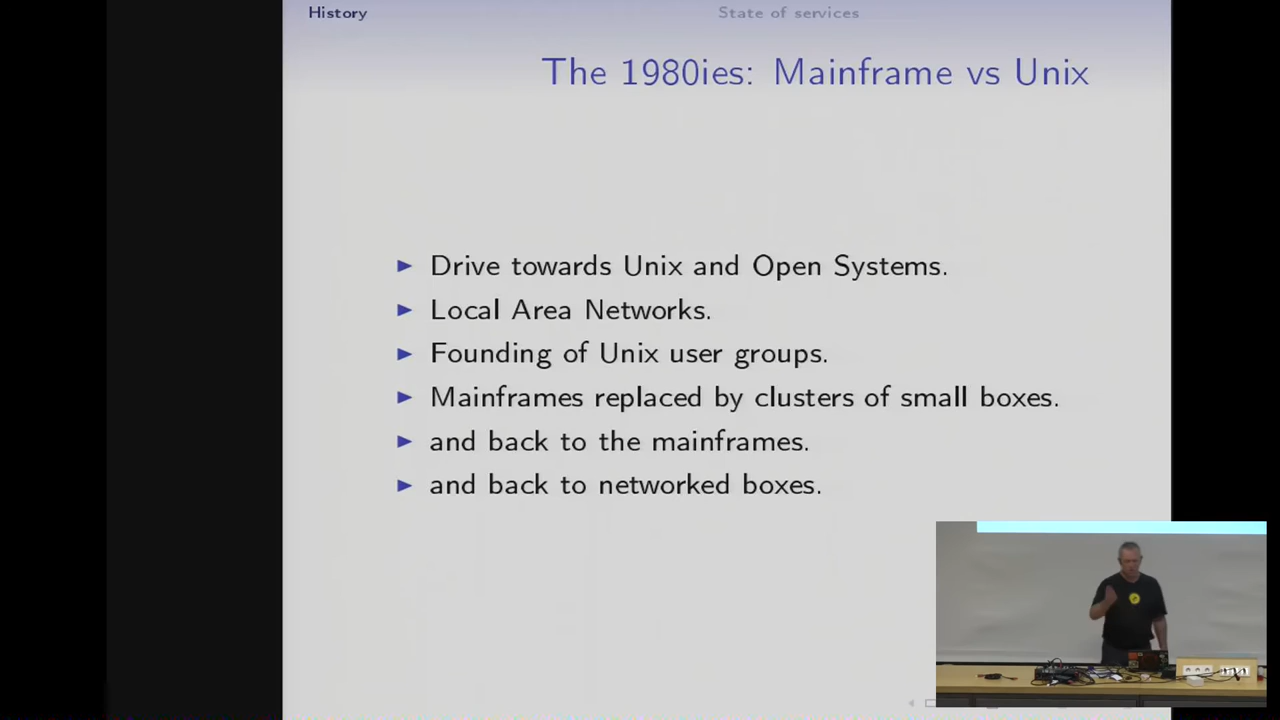 History
State of services
The 1980ies: Mainframe vs Unix
Drive towards Unix and Open Systems.
Local Area Networks.
Founding of Unix user groups.
Mainframes replaced by clusters of small boxes.
and back to the mainframes.
and back to networked boxes.